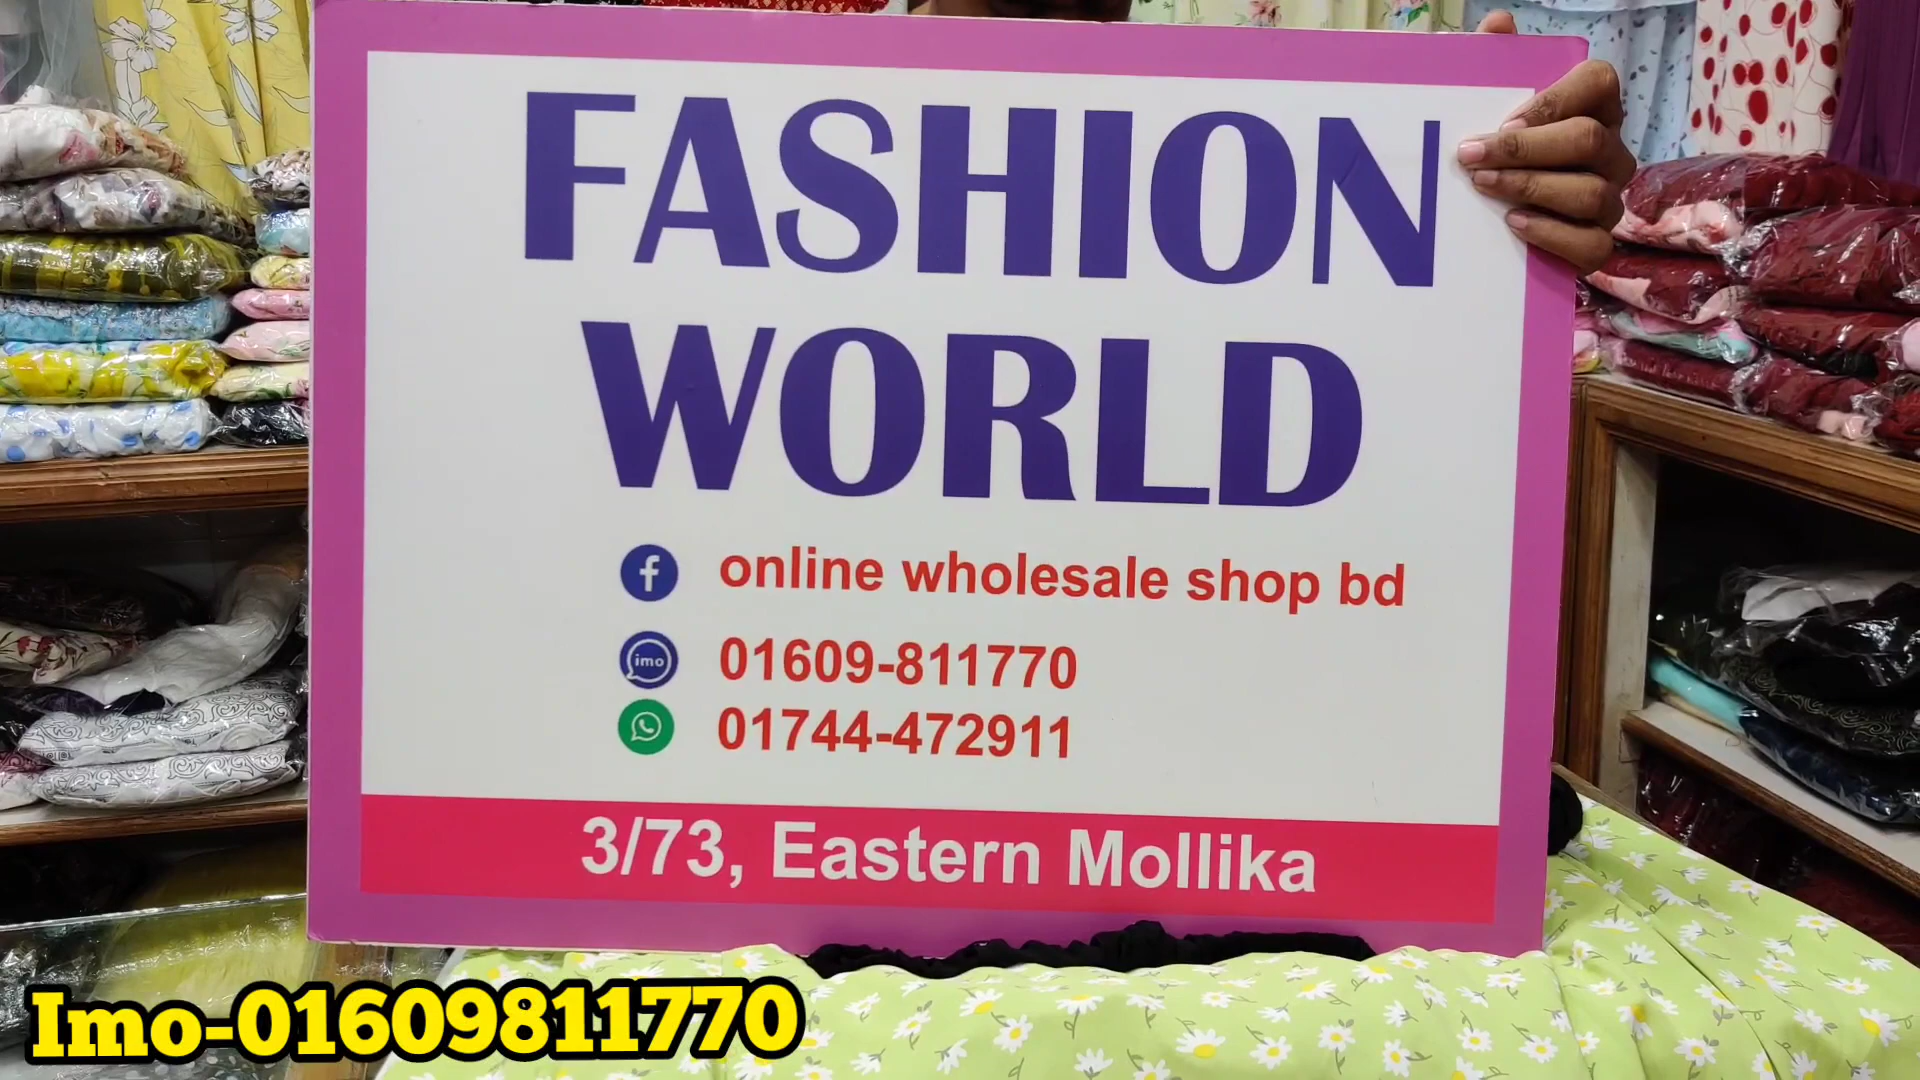 FASHION
WORLD
f online wholesale shop bd
imo 01609-811770
01744-472911
3/73, Eastern Mollika
Imo-01609811770